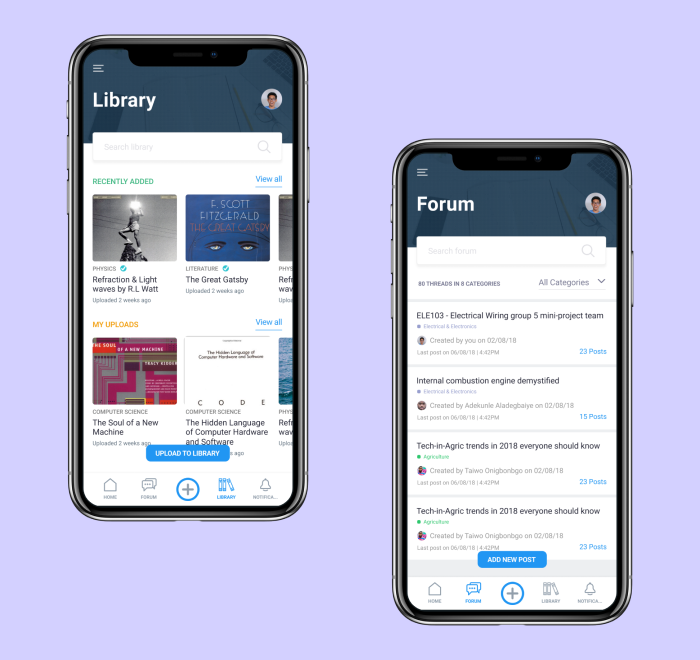 Library
Search library
RECENTLY ADDED
View all
F. SCOTT
FITZGERALD
THE GREAT GATSBY
PHYSICS
LITERATURE
Refraction & Light
waves by R.L Watt
The Great Gatsby
Uploaded 2 weeks ago
Uploaded 2 weeks ago
MY UPLOADS
View all
THE SOUL
OF A NEW MACHINE
TRACY KIDDER
The Hidden Language of
Computer Hardware and Software
C O D E
COMPUTER SCIENCE
COMPUTER SCIENCE
The Soul of a New
Machine
The Hidden Language
of Computer Hardware
and Software
Uploaded 2 weeks ago
UPLOAD TO LIBRARY
HOME
FORUM
LIBRARY
NOTIFICA...
Forum
Search forum
80 THREADS IN 8 CATEGORIES
All Categories
ELE103 - Electrical Wiring group 5 mini-project team
Electrical & Electronics
Created by you on 02/08/18
Last post on 06/08/18 | 4:42PM
23 Posts
Internal combustion engine demystified
Electrical & Electronics
Created by Adekunle Aladegbaiye on 02/08/18
Last post on 06/08/18 | 4:42PM
15 Posts
Tech-in-Agric trends in 2018 everyone should know
Agriculture
Created by Taiwo Onigbonbgo on 02/08/18
Last post on 06/08/18 | 4:42PM
23 Posts
Tech-in-Agric trends in 2018 everyone should know
Agriculture
Created by Taiwo Onigbonbgo on 02/08/18
Last post on 06/08/18 | 4:42PM
23 Posts
ADD NEW POST
HOME
FORUM
LIBRARY
NOTIFICA...